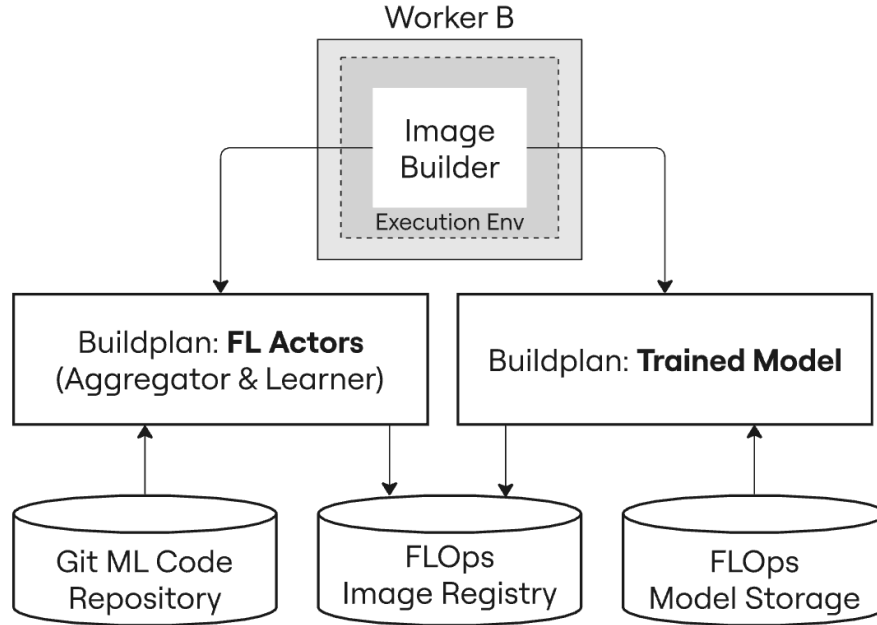 Worker B
Image
Builder
Execution Env
Buildplan: FL Actors
(Aggregator & Learner)
Buildplan: Trained Model
Git ML Code
Repository
FLOps
Image Registry
FLOps
Model Storage